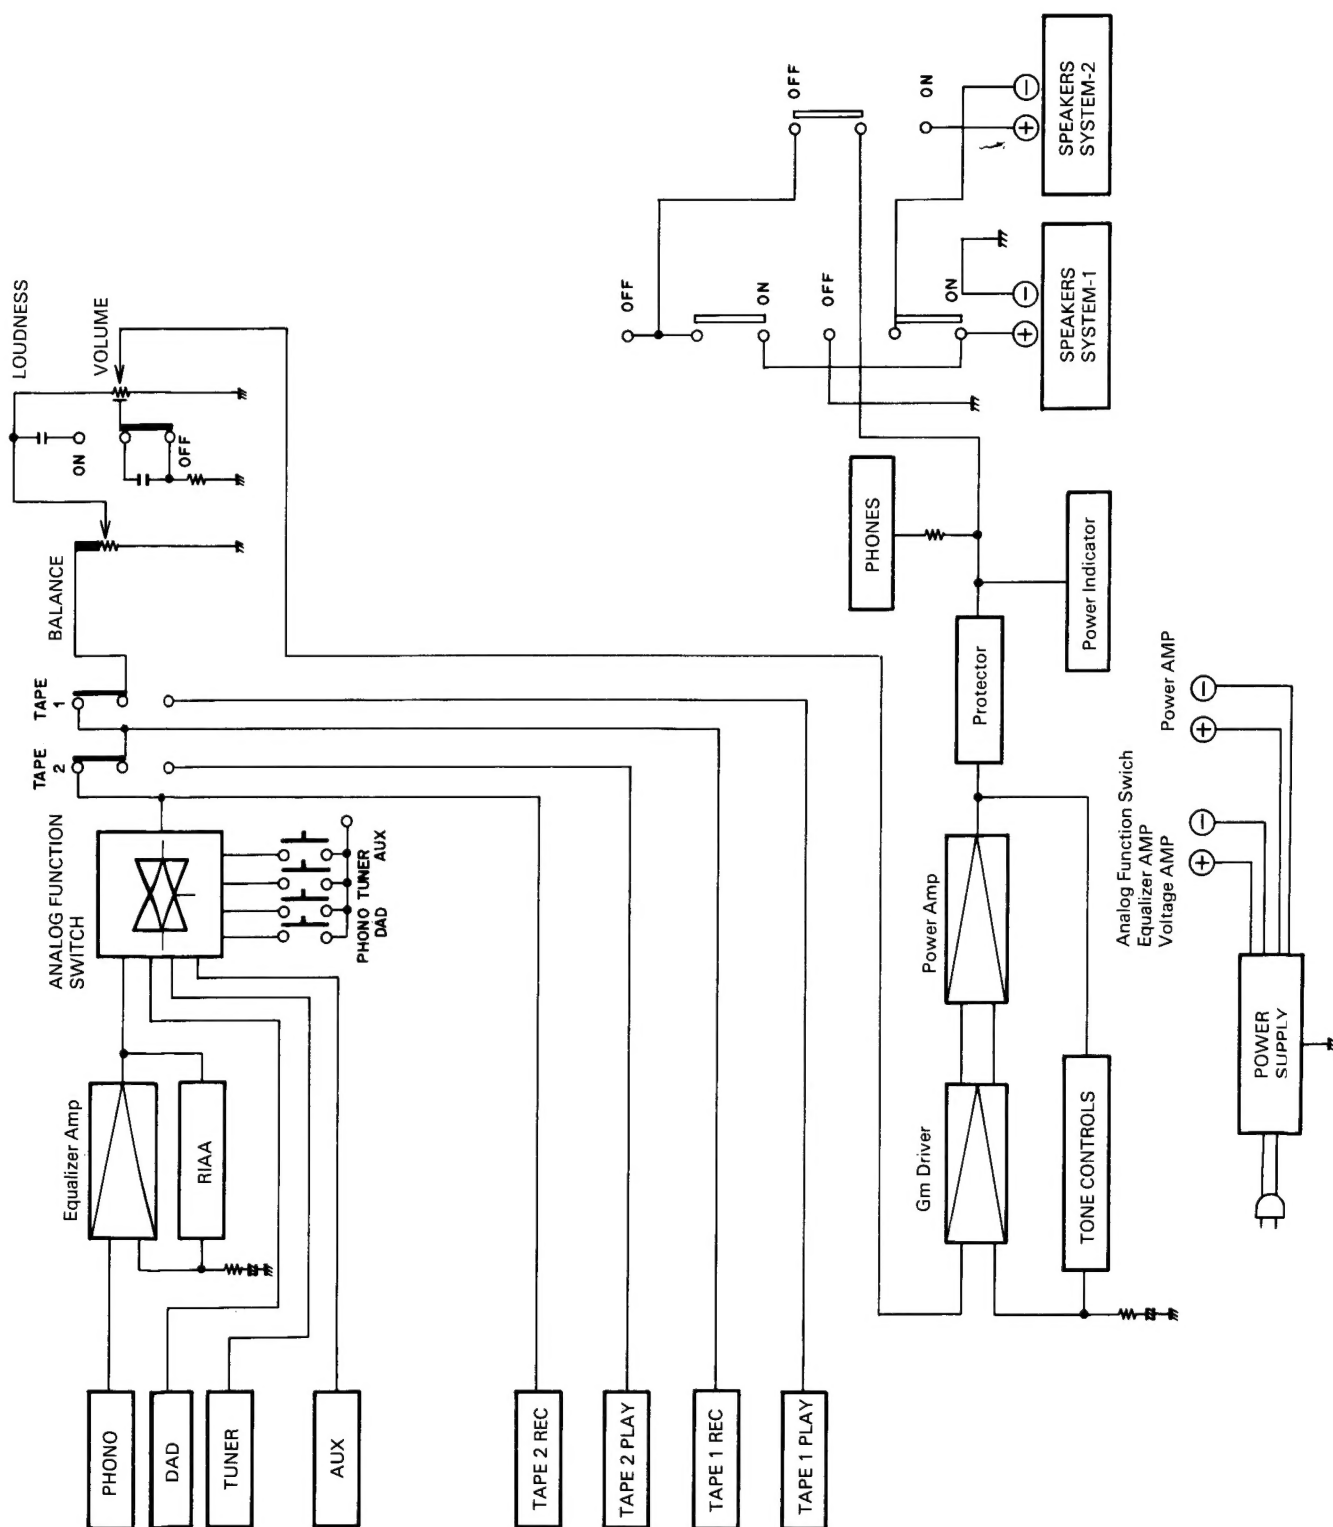 PHONO
DAD
TUNER
AUX
TAPE 2 REC
TAPE 2 PLAY
TAPE 1 REC
TAPE 1 PLAY
Equalizer Amp
RIAA
ANALOG FUNCTION
SWITCH
PHONO TUNER
DAD AUX
TAPE
2
TAPE
1
BALANCE
LOUDNESS
ON
OFF
VOLUME
Gm Driver
Power Amp
TONE CONTROLS
Protector
PHONES
Power Indicator
OFF
ON
OFF
ON
OFF
ON
SPEAKERS
SYSTEM-1
SPEAKERS
SYSTEM-2
POWER
SUPPLY
Analog Function Swich
Equalizer AMP
Voltage AMP
Power AMP